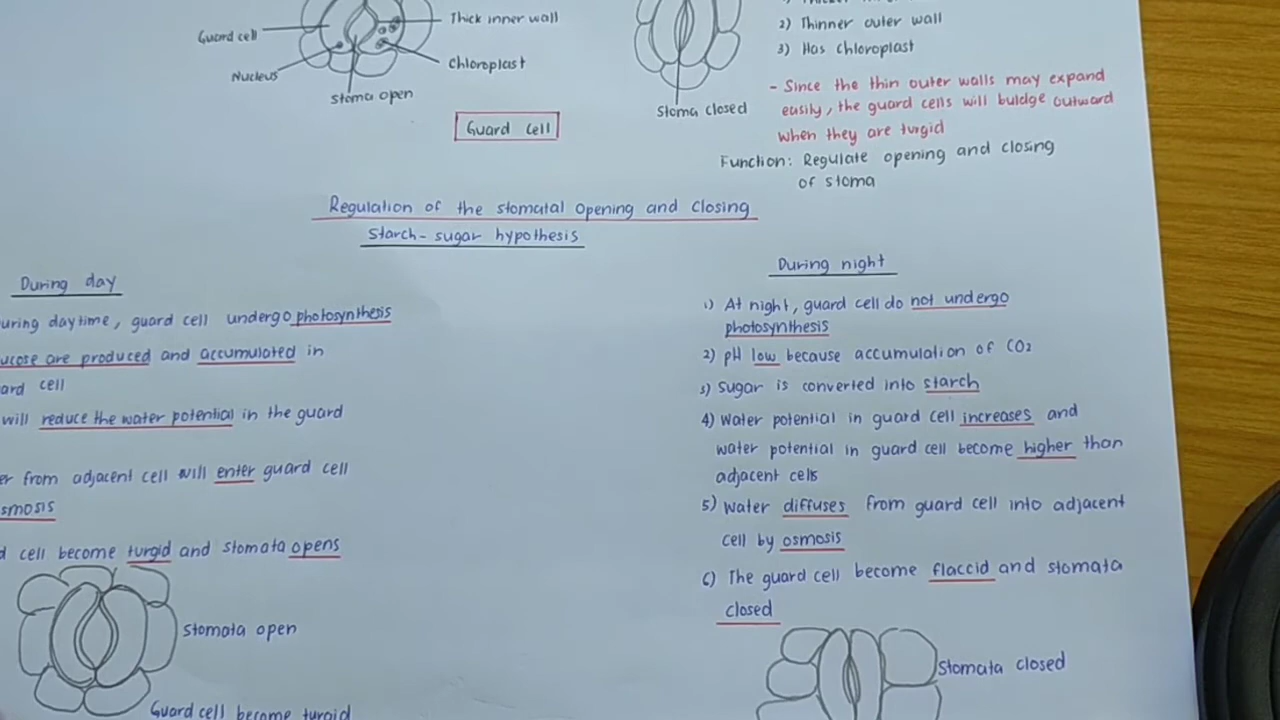 Thick inner wall
Guard cell
Chloroplast
Nucleus
Stoma open
Guard cell
Stoma closed
2) Thinner outer wall
3) Has chloroplast
- Since the thin outer walls may expand
easily, the guard cells will buldge outward
when they are turgid
Function: Regulate opening and closing
of stoma
Regulation of the stomatal opening and closing
Starch-sugar hypothesis
During day
uring daytime, guard cell undergo photosynthesis
ucose are produced and accumulated in
ard cell
will reduce the water potential in the guard
er from adjacent cell will enter guard cell
smosis
d cell become turgid and stomata opens
Stomata open
Guard cell become turgid
During night
1) At night, guard cell do not undergo
photosynthesis
2) pH low because accumulation of CO2
3) Sugar is converted into starch
4) Water potential in guard cell increases and
water potential in guard cell become higher than
adjacent cells
5) Water diffuses from guard cell into adjacent
cell by osmosis
6) The guard cell become flaccid and stomata
closed
Stomata closed